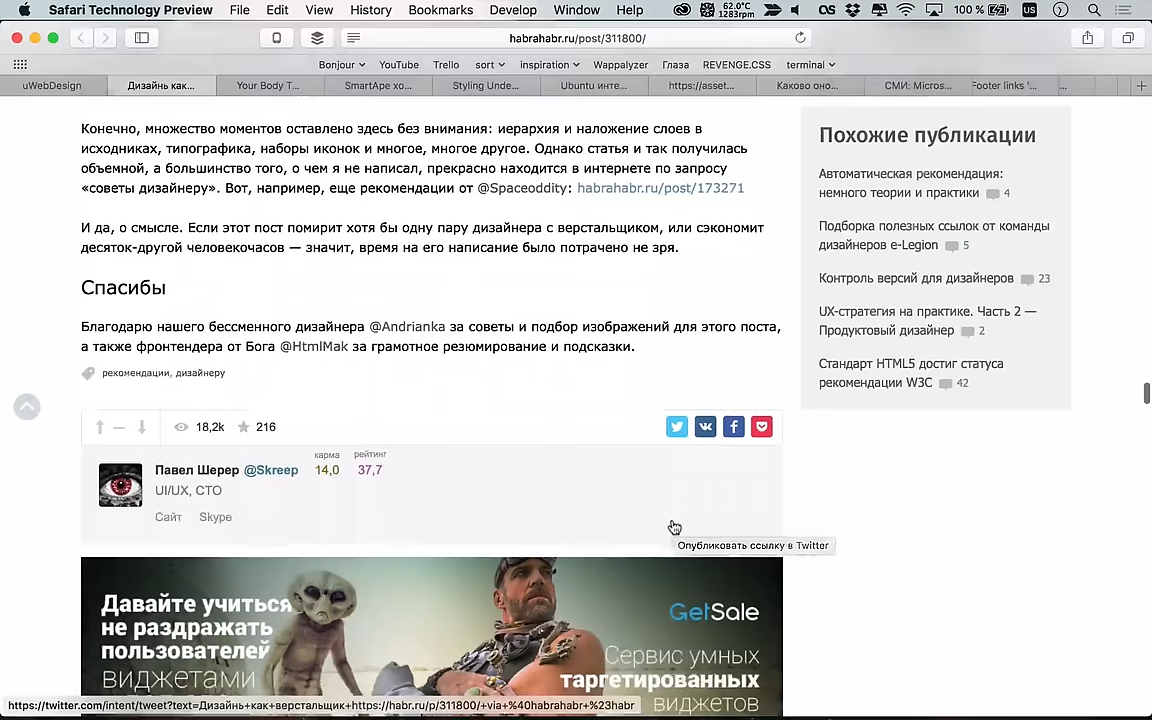 Safari Technology Preview File Edit View History Bookmarks Develop Window Help 62.0°C 1283rpm 100 % US
habrahabr.ru/post/311800/
Bonjour YouTube Trello sort inspiration Wappalyzer Глаза REVENGE.CSS terminal
uWebDesign Дизайнь как... Your Body T... SmartApe хо... Styling Unde... Ubuntu инте... https://asset... Каково оно... СМИ: Micros... Footer links '... ...
Конечно, множество моментов оставлено здесь без внимания: иерархия и наложение слоев в
исходниках, типографика, наборы иконок и многое, многое другое. Однако статья и так получилась
объемной, а большинство того, о чем я не написал, прекрасно находится в интернете по запросу
«советы дизайнеру». Вот, например, еще рекомендации от @Spaceoddity: habrahabr.ru/post/173271
И да, о смысле. Если этот пост помирит хотя бы одну пару дизайнера с верстальщиком, или сэкономит
десяток-другой человекочасов — значит, время на его написание было потрачено не зря.
Спасибы
Благодарю нашего бессменного дизайнера @Andrianka за советы и подбор изображений для этого поста,
а также фронтендера от Бога @HtmlMak за грамотное резюмирование и подсказки.
рекомендации, дизайнеру
18,2k 216
Павел Шерер @Skreep
UI/UX, CTO
Сайт Skype
карма рейтинг
14,0 37,7
Опубликовать ссылку в Twitter
Давайте учиться
не раздражать
пользователей
виджетами
GetSale
Сервис умных
таргетированных
виджетов
Похожие публикации
Автоматическая рекомендация:
немного теории и практики 4
Подборка полезных ссылок от команды
дизайнеров e-Legion 5
Контроль версий для дизайнеров 23
UX-стратегия на практике. Часть 2 —
Продуктовый дизайнер 2
Стандарт HTML5 достиг статуса
рекомендации W3C 42
https://twitter.com/intent/tweet?text=Дизайнь+как+верстальщик+https://habr.ru/p/311800/+via+%40habrahabr+%23habr